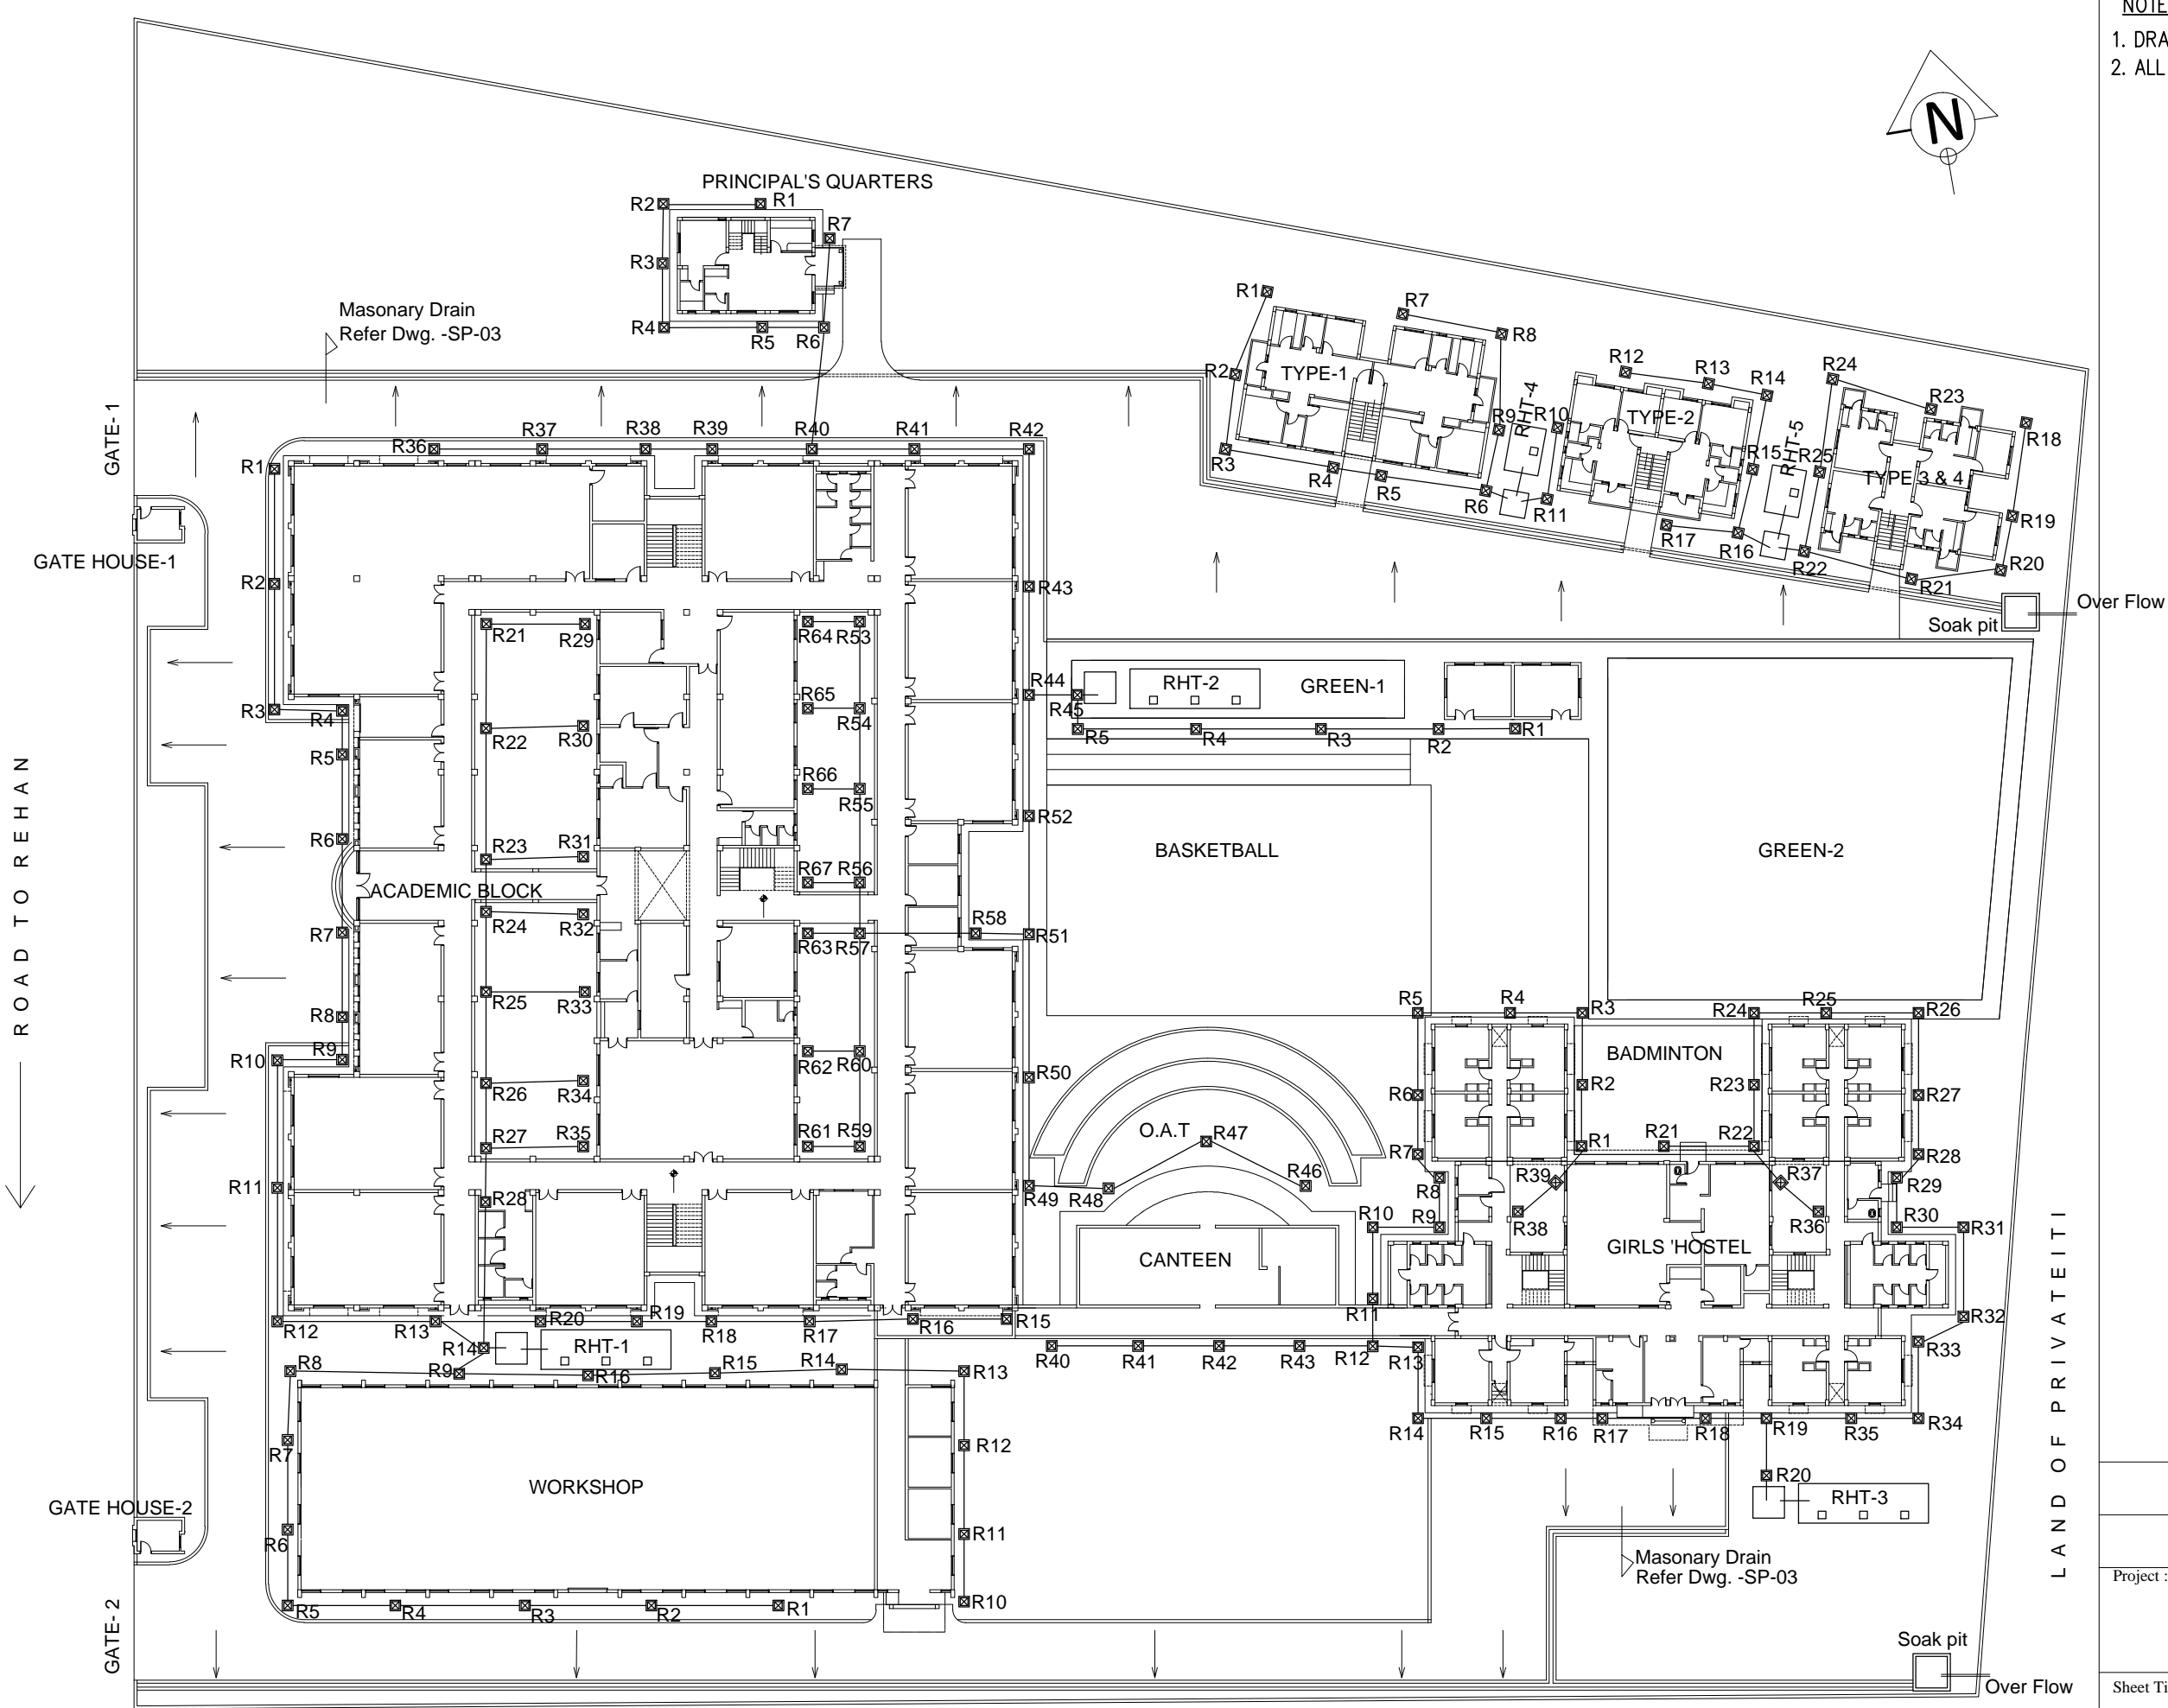 NOTE
1. DRA
2. ALL
N
PRINCIPAL'S QUARTERS
R2
R1
R7
R3
R4
R5
R6
Masonary Drain
Refer Dwg. -SP-03
R1
R7
R8
R2
TYPE-1
R12
R13
R14
R24
R23
R18
RHT-4
R9
R10
TYPE-2
RHT-5
R15
R25
TYPE 3 & 4
R3
R4
R5
R6
R11
R17
R16
R22
R21
R20
R19
Over Flow
Soak pit
GATE- 1
GATE HOUSE-1
R36
R37
R38
R39
R40
R41
R42
R1
R2
R43
R21
R29
R64
R53
R3
R4
R65
R54
R44
R45
RHT-2
GREEN-1
R22
R30
R5
R4
R3
R2
R1
R5
R66
R55
R52
ROAD TO REHAN
R6
R23
R31
R67
R56
BASKETBALL
GREEN-2
ACADEMIC BLOCK
R24
R32
R7
R63
R57
R58
R51
R8
R25
R33
R9
R10
R62
R60
R50
R26
R34
R27
R35
R61
R59
O.A.T
R47
R46
R11
R28
R49
R48
CANTEEN
R5
R4
R3
R24
R25
R26
BADMINTON
R6
R2
R23
R27
R1
R21
R22
R7
R28
R39
R37
R8
R29
R38
R36
R10
R9
R30
R31
GIRLS 'HOSTEL
R11
R32
R12
R13
R20
R19
R18
R17
R16
R15
R14
RHT-1
R40
R41
R42
R43
R12
R13
R33
R8
R9
R16
R15
R14
R13
R14
R15
R16
R17
R18
R19
R35
R34
R7
R12
R20
RHT-3
WORKSHOP
GATE HOUSE-2
R6
R11
R5
R4
R3
R2
R1
R10
Masonary Drain
Refer Dwg. -SP-03
LAND OF PRIVATEITI
GATE- 2
Soak pit
Over Flow
Project :
Sheet Ti